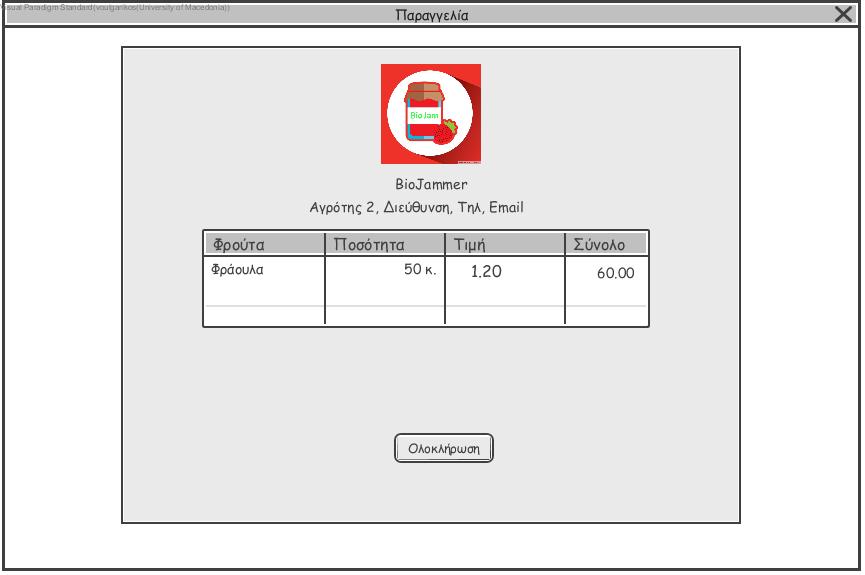 Visual Paradigm Standard(voulgarikos(University of Macedonia))
Παραγγελία
BioJam
BioJammer
Αγρότης 2, Διεύθυνση, Τηλ, Email
Φρούτα Ποσότητα Τιμή Σύνολο
Φράουλα 50 κ. 1.20 60.00
Ολοκλήρωση